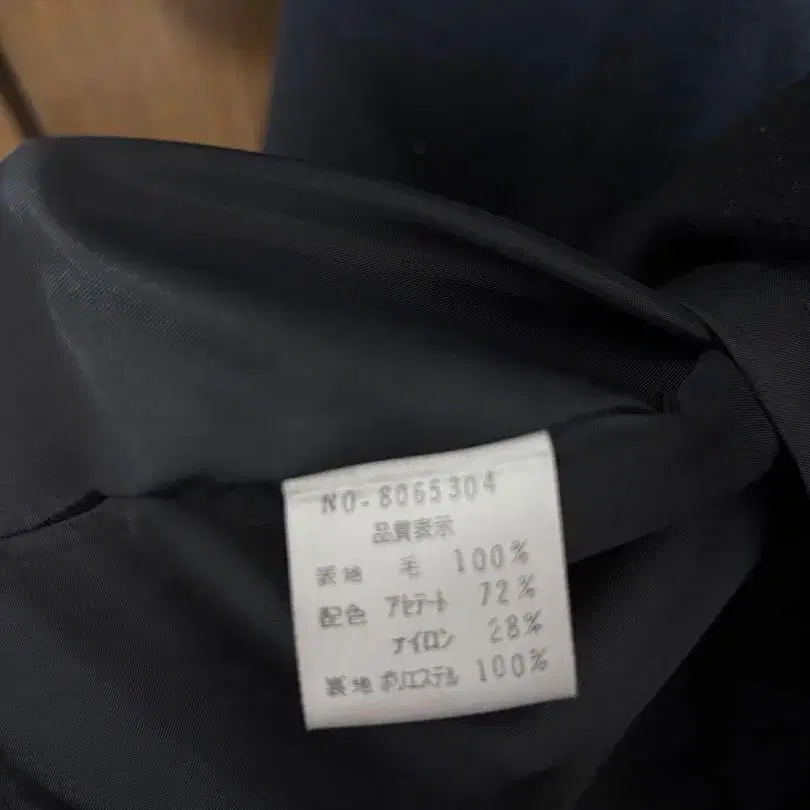 NO-8065304
品質表示
表地 毛 100%
配色 アセテート 72%
ナイロン 28%
裏地 ポリエステル 100%